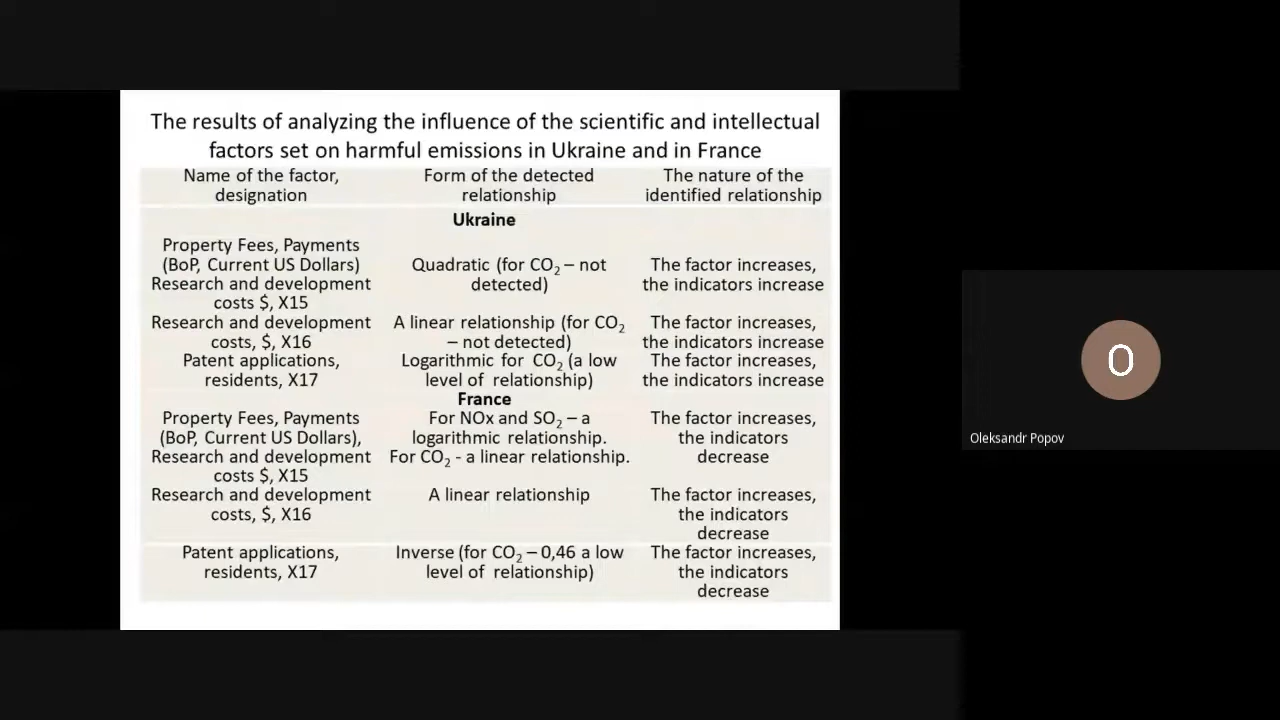 The results of analyzing the influence of the scientific and intellectual
factors set on harmful emissions in Ukraine and in France
Name of the factor,
designation
Form of the detected
relationship
The nature of the
identified relationship
Ukraine
Property Fees, Payments
(BoP, Current US Dollars)
Research and development
costs $, X15
Quadratic (for CO₂ – not
detected)
The factor increases,
the indicators increase
Research and development
costs, $, X16
A linear relationship (for CO₂
– not detected)
The factor increases,
the indicators increase
Patent applications,
residents, X17
Logarithmic for CO₂ (a low
level of relationship)
The factor increases,
the indicators increase
France
Property Fees, Payments
(BoP, Current US Dollars),
Research and development
costs $, X15
For NOx and SO₂ – a
logarithmic relationship.
For CO₂ - a linear relationship.
The factor increases,
the indicators
decrease
Research and development
costs, $, X16
A linear relationship
The factor increases,
the indicators
decrease
Patent applications,
residents, X17
Inverse (for CO₂ – 0,46 a low
level of relationship)
The factor increases,
the indicators
decrease
O
Oleksandr Popov